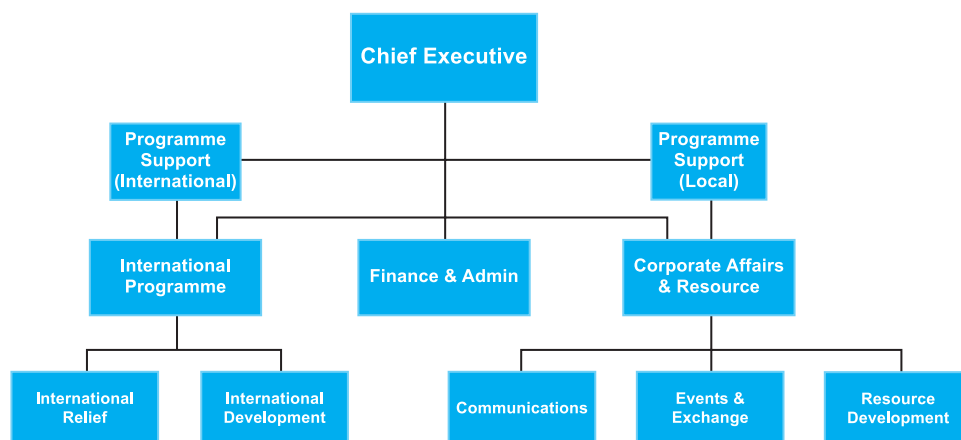 Chief Executive
Programme
Support
(International)
Programme
Support
(Local)
International
Programme
Finance & Admin
Corporate Affairs
& Resource
International
Relief
International
Development
Communications
Events &
Exchange
Resource
Development